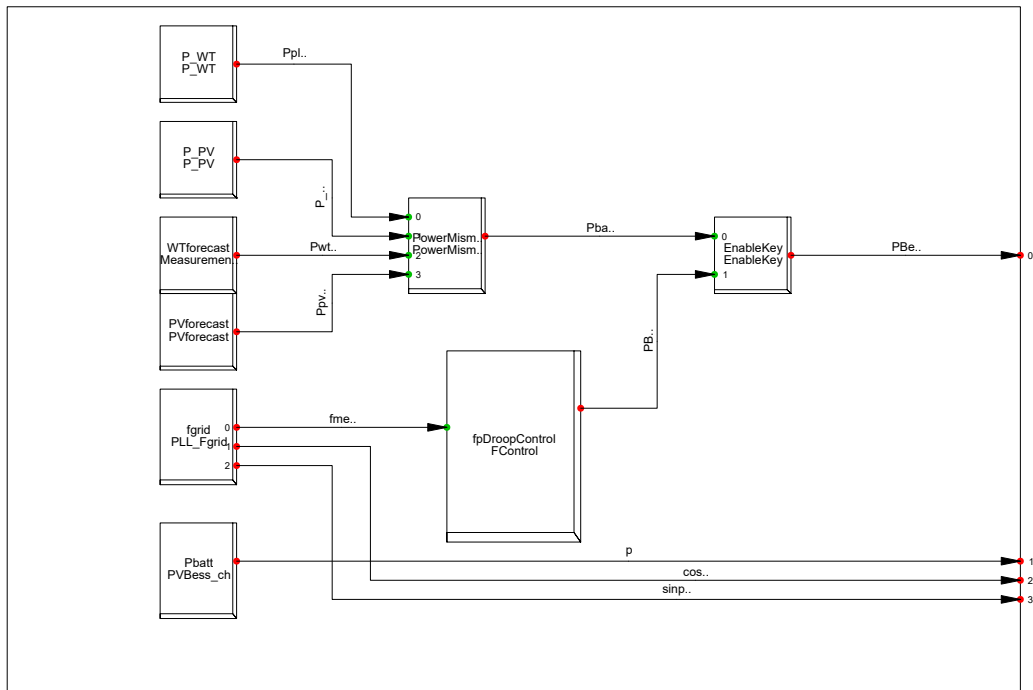 P_WT
P_WT
Ppl..
P_PV
P_PV
P_..
0
1
2
3
PowerMism..
PowerMism..
WTforecast
Measuremen..
Pwt..
Pba..
0
1
EnableKey
EnableKey
PBe..
0
PVforecast
PVforecast
Ppv..
PB..
fgrid
PLL_Fgrid
0
1
2
fme..
fpDroopControl
FControl
Pbatt
PVBess_ch
p
1
cos..
2
sinp..
3